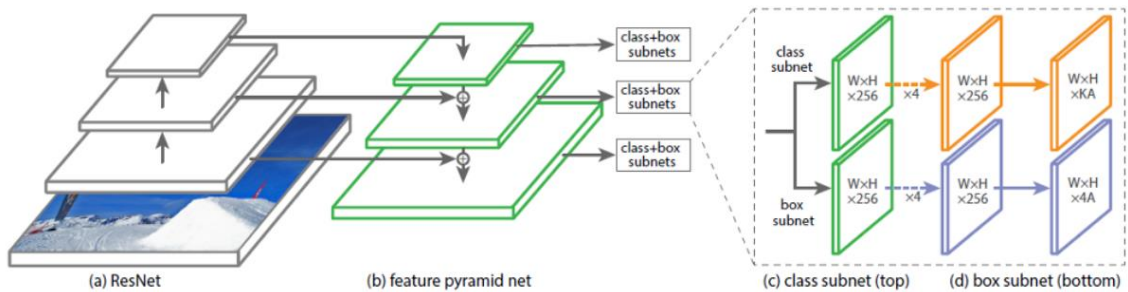 class+box
subnets
class+box
subnets
class+box
subnets
class
subnet
W×H
×256
×4
W×H
×256
W×H
×KA
box
subnet
W×H
×256
×4
W×H
×256
W×H
×4A
(a) ResNet
(b) feature pyramid net
(c) class subnet (top)
(d) box subnet (bottom)